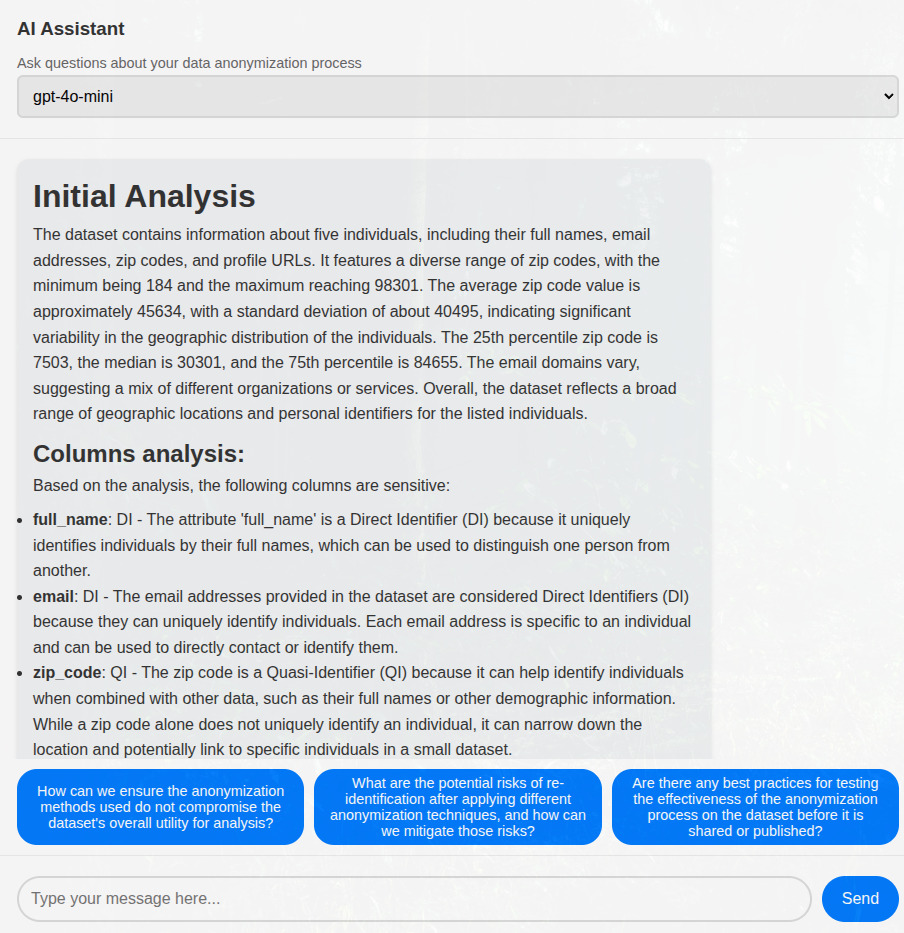 AI Assistant
Ask questions about your data anonymization process
gpt-4o-mini
Initial Analysis
The dataset contains information about five individuals, including their full names, email
addresses, zip codes, and profile URLs. It features a diverse range of zip codes, with the
minimum being 184 and the maximum reaching 98301. The average zip code value is
approximately 45634, with a standard deviation of about 40495, indicating significant
variability in the geographic distribution of the individuals. The 25th percentile zip code is
7503, the median is 30301, and the 75th percentile is 84655. The email domains vary,
suggesting a mix of different organizations or services. Overall, the dataset reflects a broad
range of geographic locations and personal identifiers for the listed individuals.
Columns analysis:
Based on the analysis, the following columns are sensitive:
• full_name: DI - The attribute 'full_name' is a Direct Identifier (DI) because it uniquely
identifies individuals by their full names, which can be used to distinguish one person from
another.
• email: DI - The email addresses provided in the dataset are considered Direct Identifiers (DI)
because they can uniquely identify individuals. Each email address is specific to an individual
and can be used to directly contact or identify them.
• zip_code: QI - The zip code is a Quasi-Identifier (QI) because it can help identify individuals
when combined with other data, such as their full names or other demographic information.
While a zip code alone does not uniquely identify an individual, it can narrow down the
location and potentially link to specific individuals in a small dataset.
How can we ensure the anonymization
methods used do not compromise the
dataset's overall utility for analysis?
What are the potential risks of re-
identification after applying different
anonymization techniques, and how can
we mitigate those risks?
Are there any best practices for testing
the effectiveness of the anonymization
process on the dataset before it is
shared or published?
Type your message here...
Send